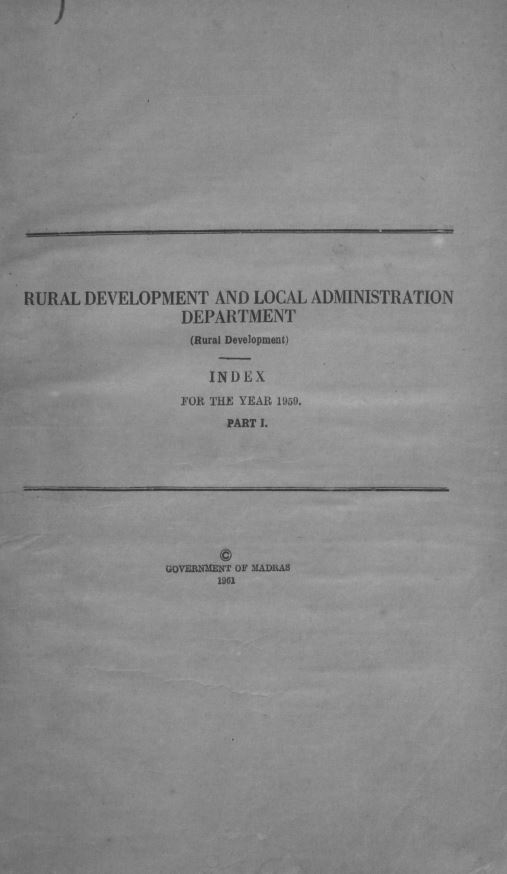 RURAL DEVELOPMENT AND LOCAL ADMINISTRATION
DEPARTMENT
(Rural Development)
INDEX
FOR THE YEAR 1959.
PART I.
©
GOVERNMENT OF MADRAS
1961